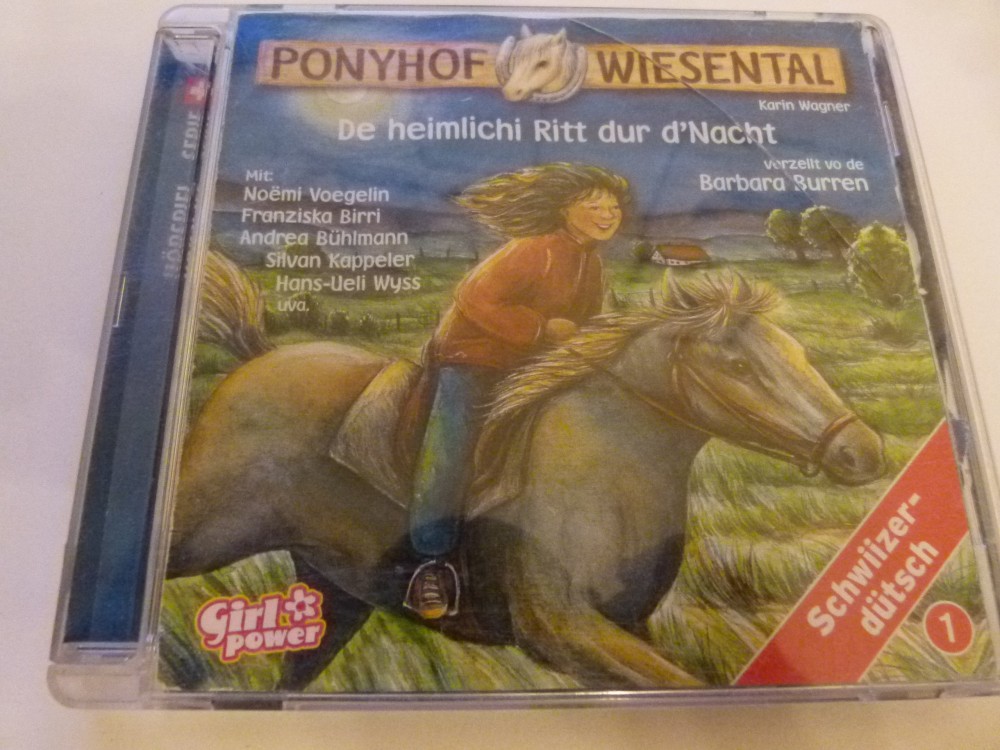 PONYHOF WIESENTAL
Karin Wagner
De heimlichi Ritt dur d'Nacht
verzellt vo de
Barbara Burren
Mit:
Noëmi Voegelin
Franziska Birri
Andrea Bühlmann
Silvan Kappeler
Hans-Ueli Wyss
uva.
Girl
power
Schwiizer-
dütsch
1